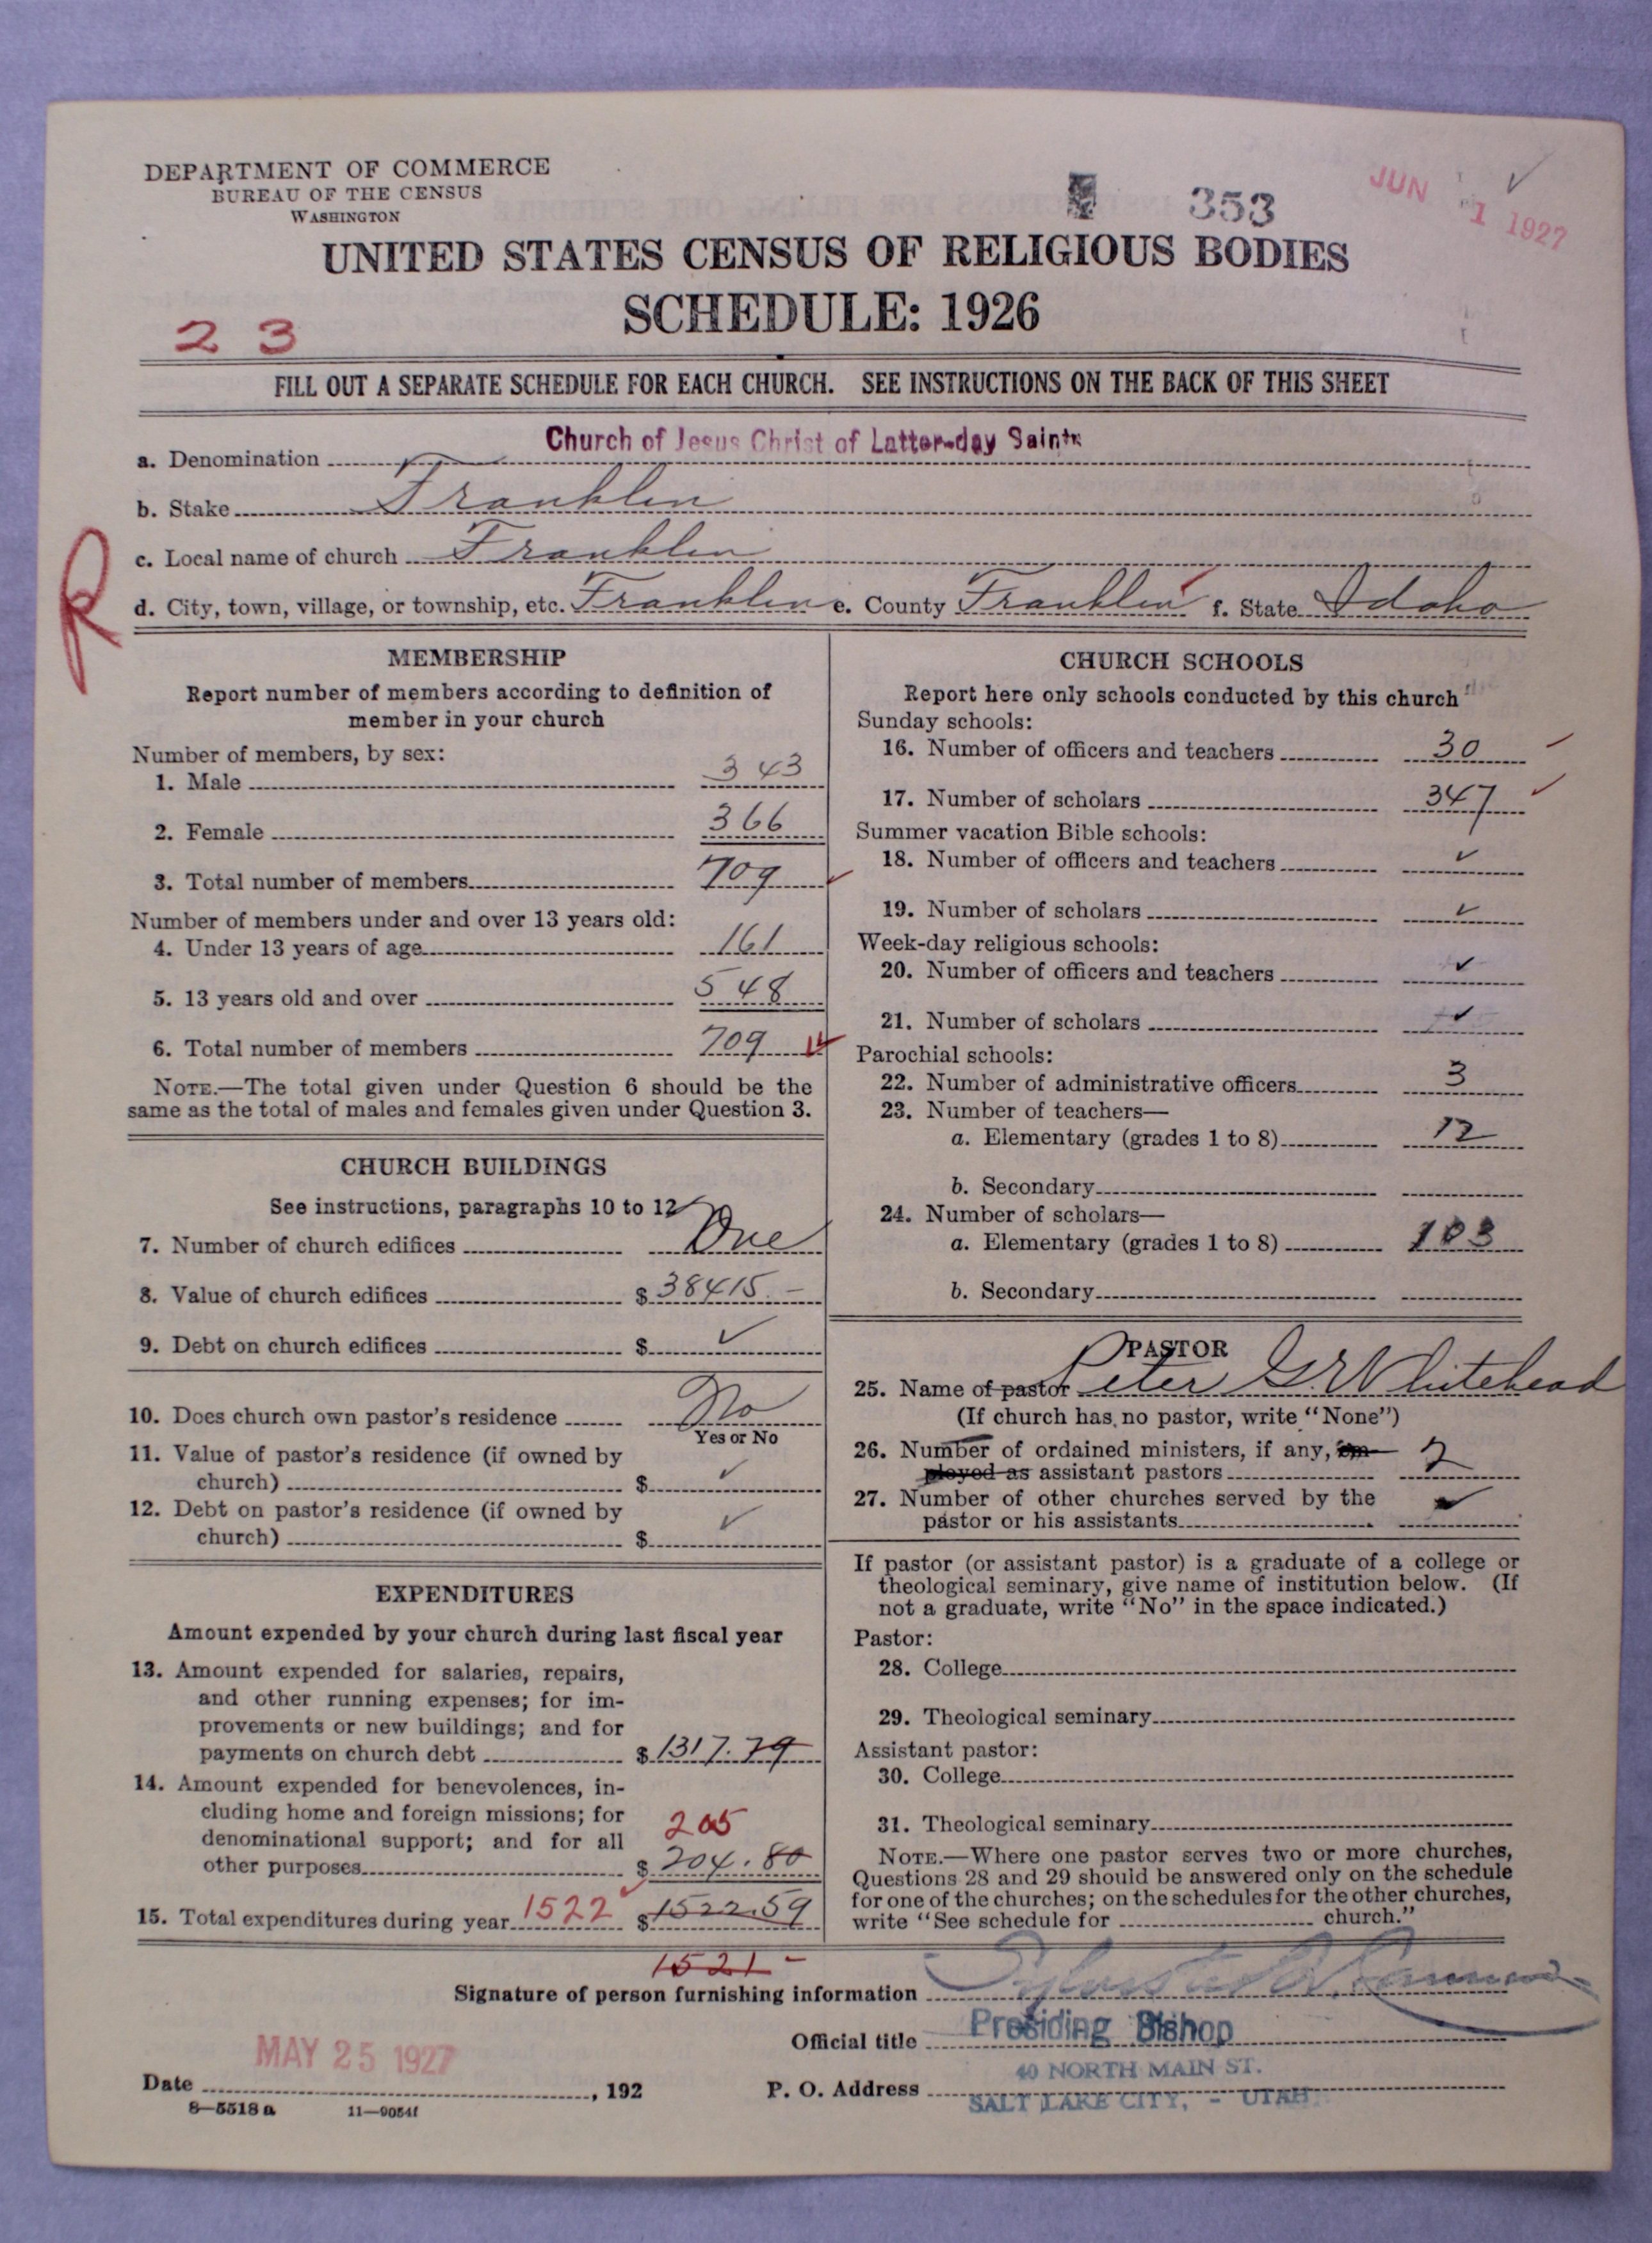 DEPARTMENT OF COMMERCE
BUREAU OF THE CENSUS
WASHINGTON
353
JUN 1 1927
UNITED STATES CENSUS OF RELIGIOUS BODIES
SCHEDULE: 1926
2 3
FILL OUT A SEPARATE SCHEDULE FOR EACH CHURCH. SEE INSTRUCTIONS ON THE BACK OF THIS SHEET
a. Denomination Church of Jesus Christ of Latter-day Saints
b. Stake Franklin
c. Local name of church Franklin
R
d. City, town, village, or township, etc. Franklin e. County Franklin f. State Idaho
MEMBERSHIP
Report number of members according to definition of
member in your church
Number of members, by sex:
1. Male 343
2. Female 366
3. Total number of members 709
Number of members under and over 13 years old:
4. Under 13 years of age 161
5. 13 years old and over 548
6. Total number of members 709
NOTE.—The total given under Question 6 should be the
same as the total of males and females given under Question 3.
CHURCH BUILDINGS
See instructions, paragraphs 10 to 12
7. Number of church edifices One
8. Value of church edifices $ 38415.-
9. Debt on church edifices $ ✓
10. Does church own pastor's residence No
Yes or No
11. Value of pastor's residence (if owned by
church) $ ✓
12. Debt on pastor's residence (if owned by
church) $ ✓
EXPENDITURES
Amount expended by your church during last fiscal year
13. Amount expended for salaries, repairs,
and other running expenses; for im-
provements or new buildings; and for
payments on church debt $ 1317.79
14. Amount expended for benevolences, in-
cluding home and foreign missions; for
denominational support; and for all
205
other purposes $ 204.80
15. Total expenditures during year 1522 $ 1522.59
1521-
CHURCH SCHOOLS
Report here only schools conducted by this church
Sunday schools:
16. Number of officers and teachers 30
17. Number of scholars 347
Summer vacation Bible schools:
18. Number of officers and teachers ✓
19. Number of scholars ✓
Week-day religious schools:
20. Number of officers and teachers ✓
21. Number of scholars ✓
Parochial schools:
22. Number of administrative officers 3
23. Number of teachers—
a. Elementary (grades 1 to 8) 12
b. Secondary
24. Number of scholars—
a. Elementary (grades 1 to 8) 103
b. Secondary
PASTOR
25. Name of pastor Peter G. Whitehead
(If church has no pastor, write "None")
26. Number of ordained ministers, if any, em-
ployed as assistant pastors 2
27. Number of other churches served by the
pastor or his assistants ✓
If pastor (or assistant pastor) is a graduate of a college or
theological seminary, give name of institution below. (If
not a graduate, write "No" in the space indicated.)
Pastor:
28. College
29. Theological seminary
Assistant pastor:
30. College
31. Theological seminary
NOTE.—Where one pastor serves two or more churches,
Questions 28 and 29 should be answered only on the schedule
for one of the churches; on the schedules for the other churches,
write "See schedule for church."
Signature of person furnishing information Sylvester Q. Cannon
Official title Presiding Bishop
MAY 25 1927
Date , 192
P. O. Address 40 NORTH MAIN ST.
SALT LAKE CITY, - UTAH
8—5518 a 11—9054f